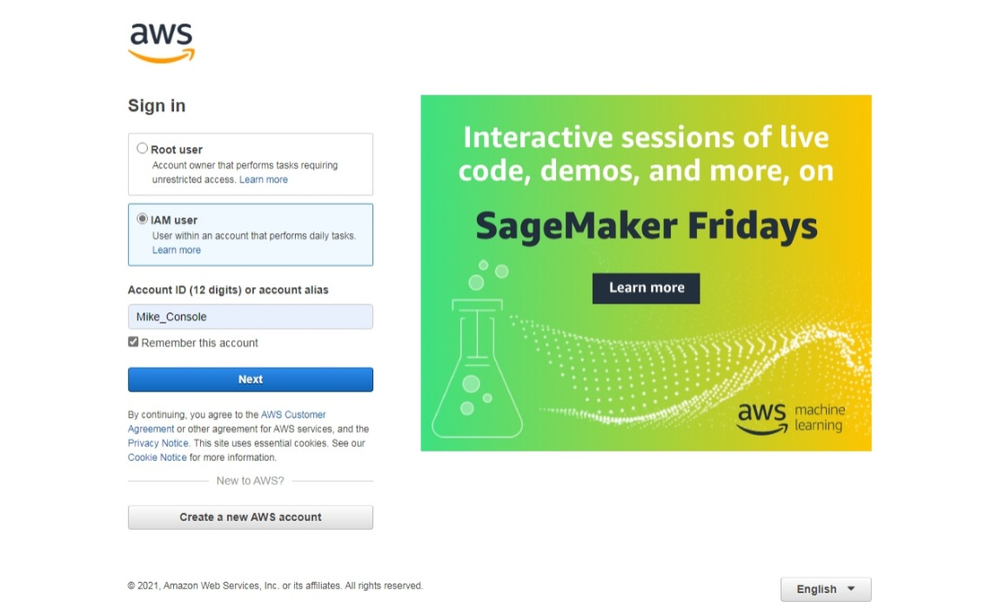 aws
Sign in
Root user
Account owner that performs tasks requiring
unrestricted access. Learn more
IAM user
User within an account that performs daily tasks.
Learn more
Account ID (12 digits) or account alias
Mike_Console
Remember this account
Next
By continuing, you agree to the AWS Customer
Agreement or other agreement for AWS services, and the
Privacy Notice. This site uses essential cookies. See our
Cookie Notice for more information.
New to AWS?
Create a new AWS account
Interactive sessions of live
code, demos, and more, on
SageMaker Fridays
Learn more
aws machine
learning
© 2021, Amazon Web Services, Inc. or its affiliates. All rights reserved.
English